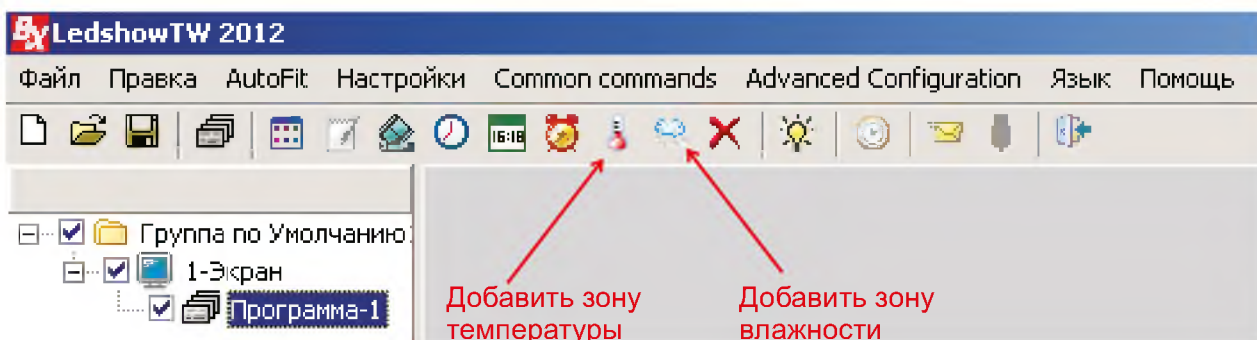 LedshowTW 2012
Файл Правка AutoFit Настройки Common commands Advanced Configuration Язык Помощь
16:18
Группа по Умолчанию
1-Экран
Программа-1
Добавить зону температуры
Добавить зону влажности